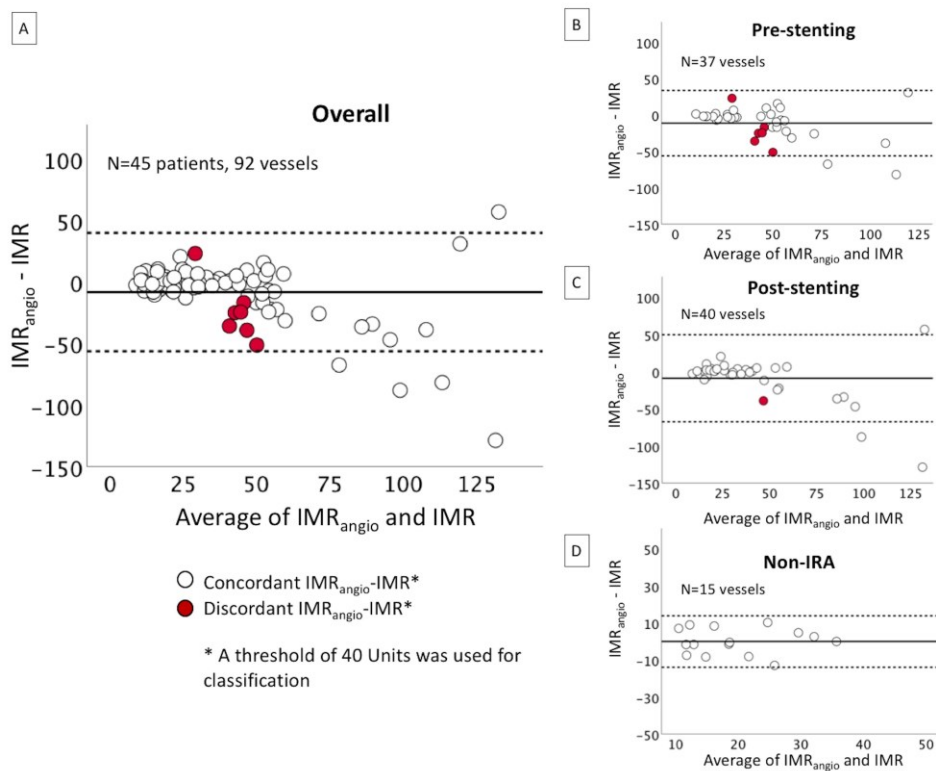 A
Overall
N=45 patients, 92 vessels
IMRangio - IMR
100
50
0
−50
−100
−150
0 25 50 75 100 125
Average of IMRangio and IMR
Concordant IMRangio-IMR*
Discordant IMRangio-IMR*
* A threshold of 40 Units was used for
classification
B
Pre-stenting
N=37 vessels
IMRangio - IMR
100
50
0
−50
−100
−150
0 25 50 75 100 125
Average of IMRangio and IMR
C
Post-stenting
N=40 vessels
IMRangio - IMR
100
50
0
−50
−100
−150
0 25 50 75 100 125
Average of IMRangio and IMR
D
Non-IRA
N=15 vessels
IMRangio - IMR
50
30
10
−10
−30
−50
10 20 30 40 50
Average of IMRangio and IMR